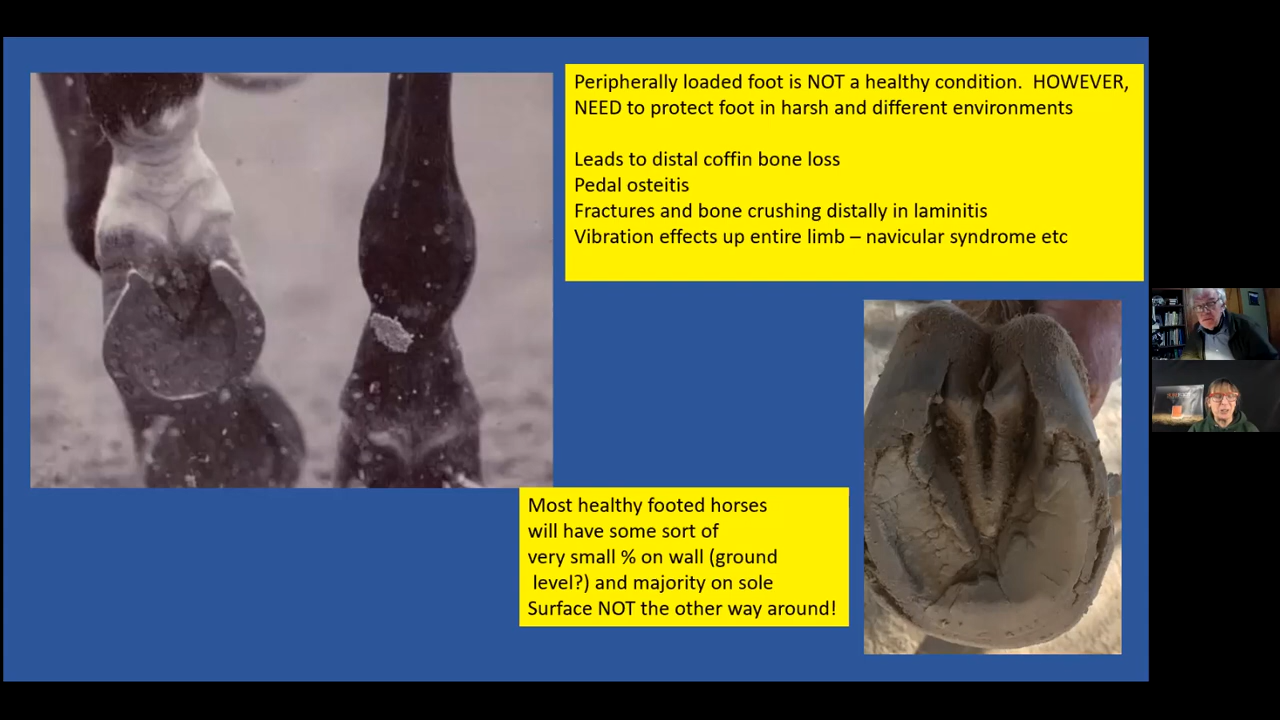 Peripherally loaded foot is NOT a healthy condition.  HOWEVER,
NEED to protect foot in harsh and different environments
Leads to distal coffin bone loss
Pedal osteitis
Fractures and bone crushing distally in laminitis
Vibration effects up entire limb – navicular syndrome etc
Most healthy footed horses
will have some sort of
very small % on wall (ground
level?) and majority on sole
Surface NOT the other way around!